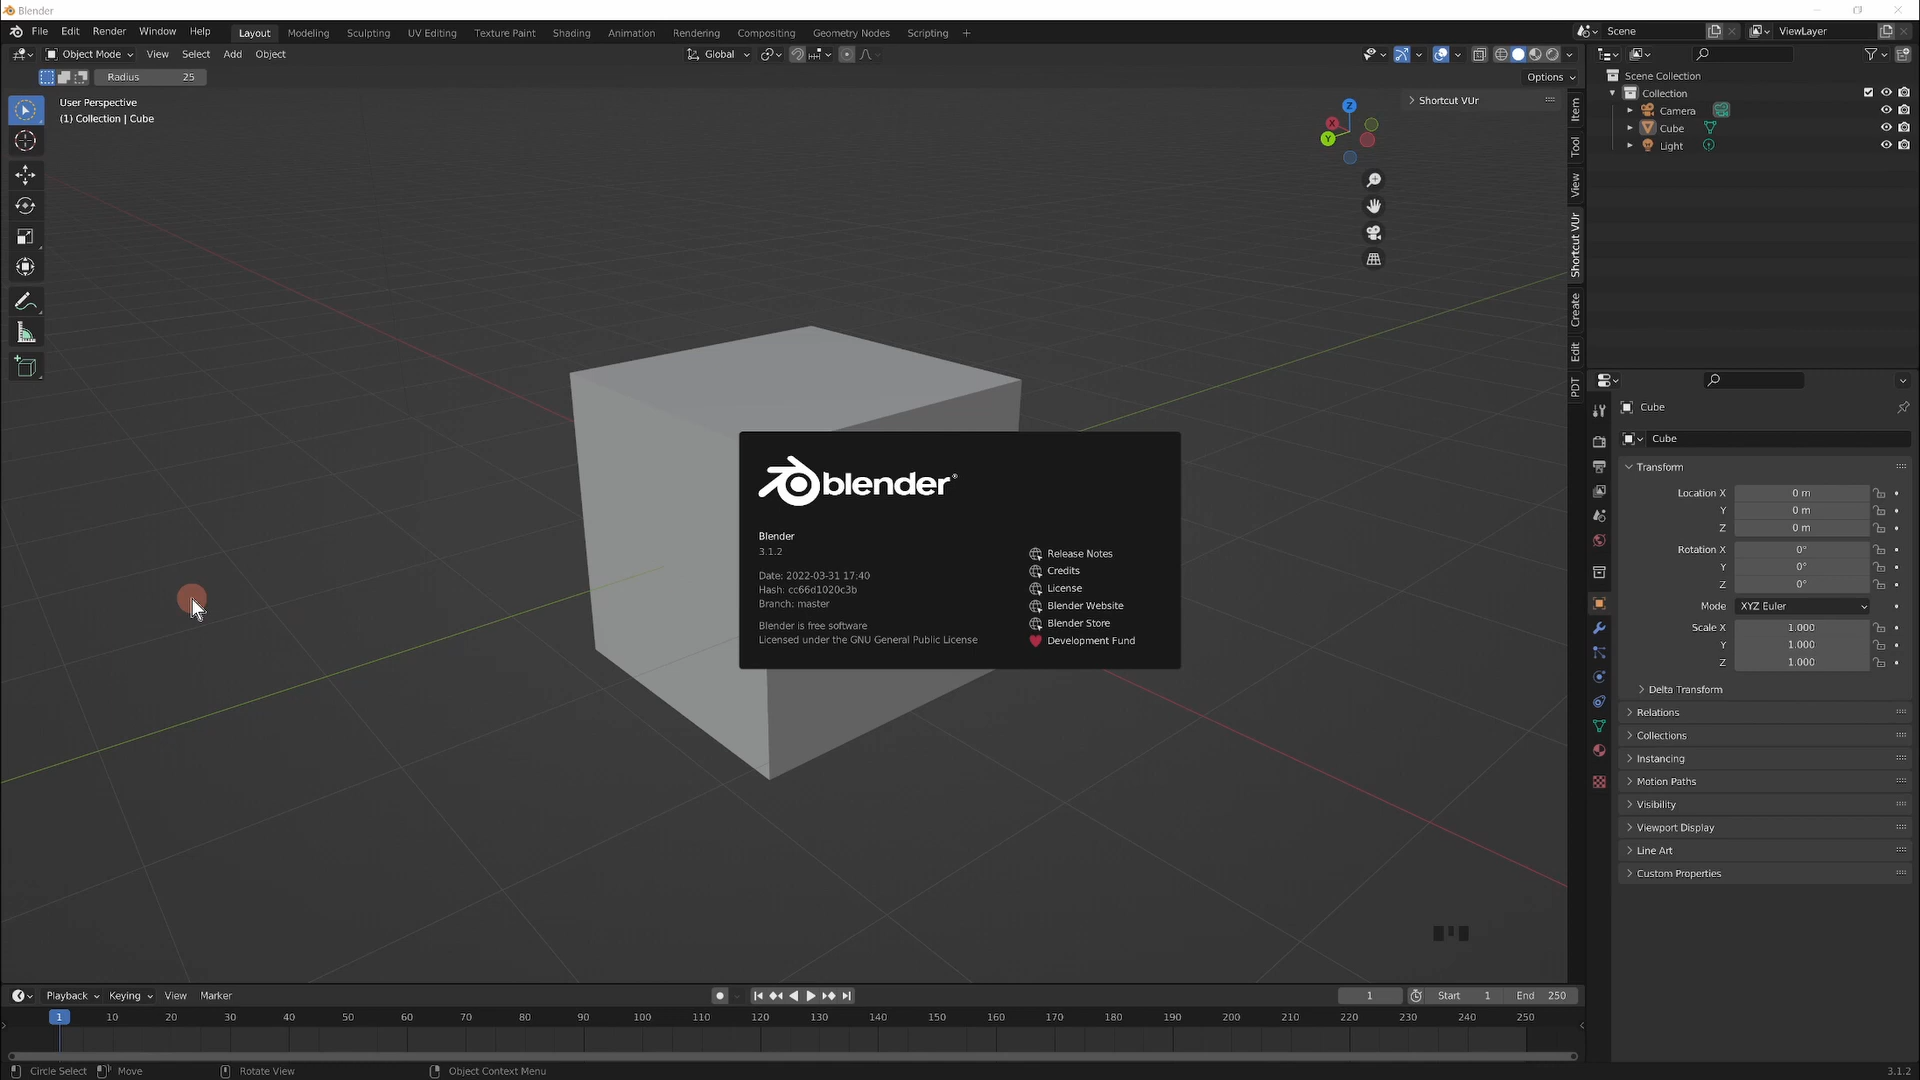 Blender
File Edit Render Window Help Layout Modeling Sculpting UV Editing Texture Paint Shading Animation Rendering Compositing Geometry Nodes Scripting + Scene ViewLayer
Object Mode View Select Add Object Global
Radius 25 Options
User Perspective
(1) Collection | Cube
Shortcut VUr
Z
X
Y
Item
Tool
View
Shortcut VUr
Create
Edit
PDT
Scene Collection
Collection
Camera
Cube
Light
Cube
Cube
Transform
Location X 0 m
Y 0 m
Z 0 m
Rotation X 0°
Y 0°
Z 0°
Mode XYZ Euler
Scale X 1.000
Y 1.000
Z 1.000
Delta Transform
Relations
Collections
Instancing
Motion Paths
Visibility
Viewport Display
Line Art
Custom Properties
blender®
Blender
3.1.2
Date: 2022-03-31 17:40
Hash: cc66d1020c3b
Branch: master
Blender is free software
Licensed under the GNU General Public License
Release Notes
Credits
License
Blender Website
Blender Store
Development Fund
Playback Keying View Marker 1 Start 1 End 250
1 10 20 30 40 50 60 70 80 90 100 110 120 130 140 150 160 170 180 190 200 210 220 230 240 250
Circle Select Move Rotate View Object Context Menu 3.1.2